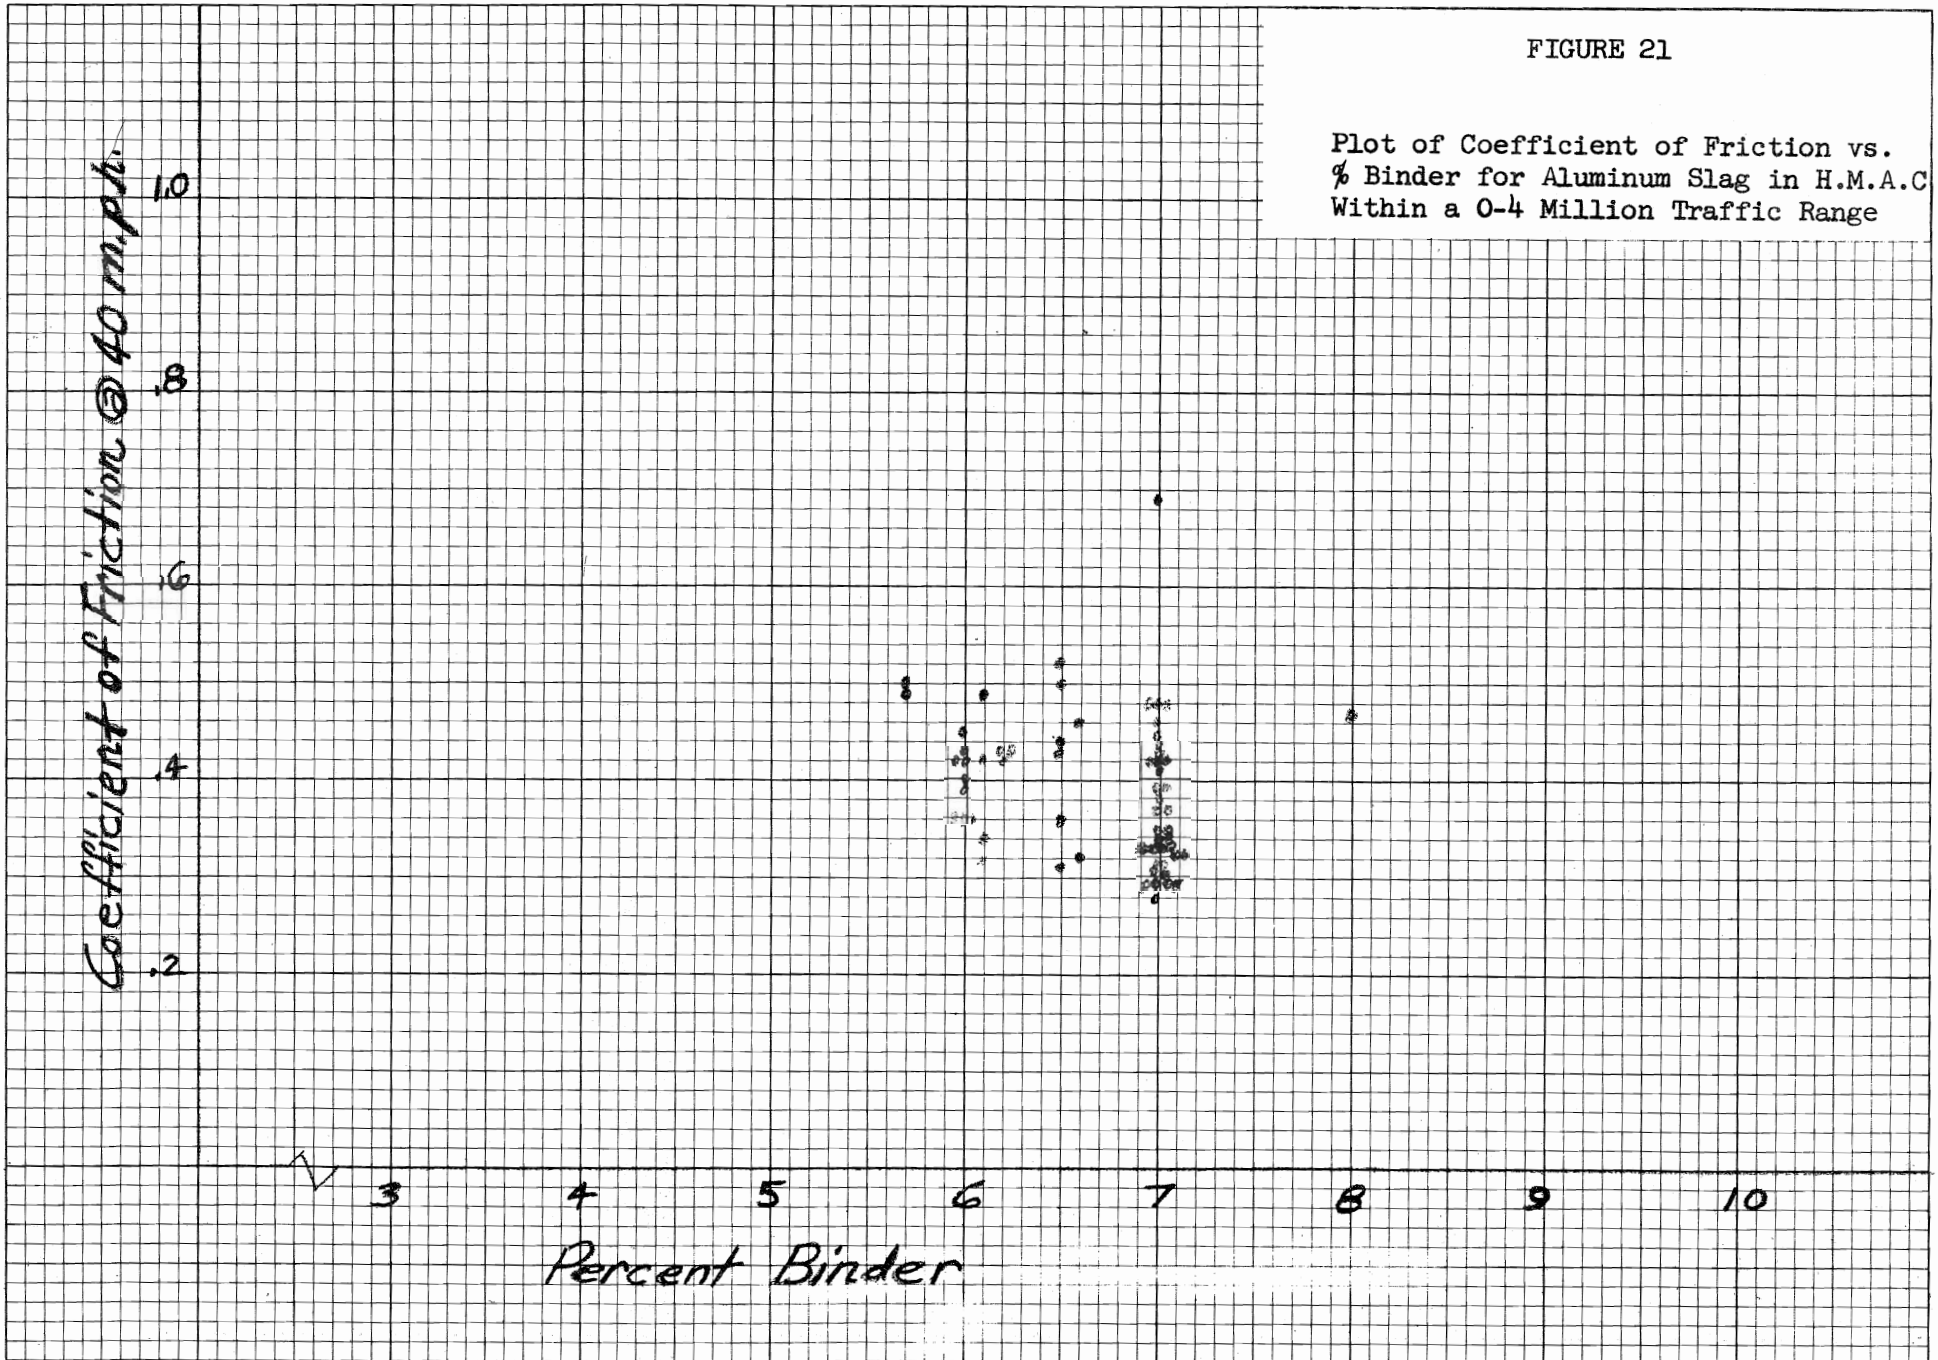 FIGURE 21
Plot of Coefficient of Friction vs.
% Binder for Aluminum Slag in H.M.A.C
Within a 0-4 Million Traffic Range
Coefficient of Friction @ 40 m.p.h.
1.0
.8
.6
.4
.2
3 4 5 6 7 8 9 10
Percent Binder